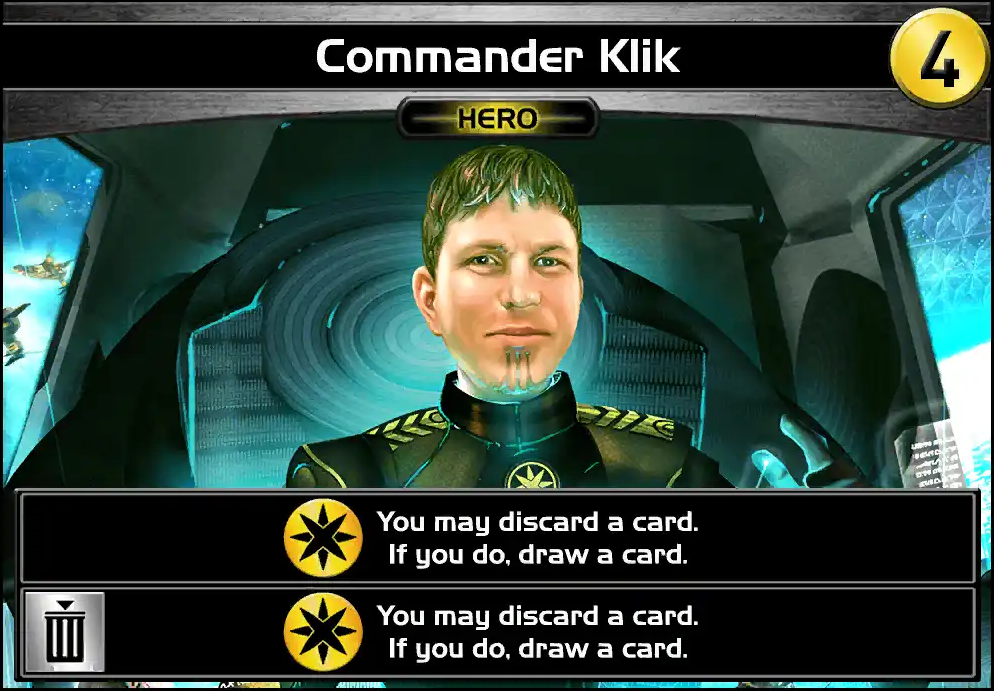 Commander Klik
4
HERO
You may discard a card.
If you do, draw a card.
You may discard a card.
If you do, draw a card.